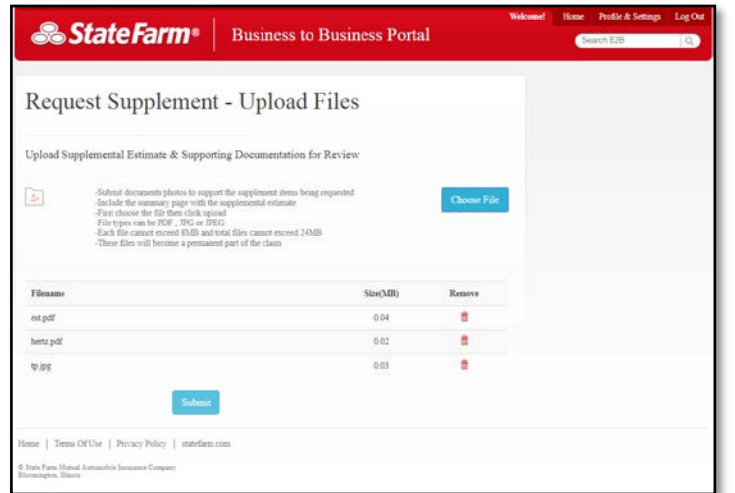 Welcome! Home Profile & Settings Log Out
State Farm® Business to Business Portal
Search E2B
Request Supplement - Upload Files
Upload Supplemental Estimate & Supporting Documentation for Review
-Submit documents/photos to support the supplement items being requested
-Include the summary page with the supplemental estimate
-First choose the file then click upload
-File types can be PDF , JPG or JPEG
-Each file cannot exceed 8MB and total files cannot exceed 24MB
-These files will become a permanent part of the claim
Choose File
Filename Size(MB) Remove
est.pdf 0.04
hertz.pdf 0.02
tp.jpg 0.03
Submit
Home | Terms Of Use | Privacy Policy | statefarm.com
© State Farm Mutual Automobile Insurance Company
Bloomington, Illinois